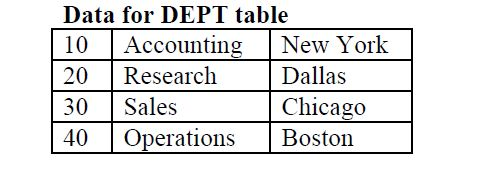 Data for DEPT table
10 Accounting New York
20 Research Dallas
30 Sales Chicago
40 Operations Boston